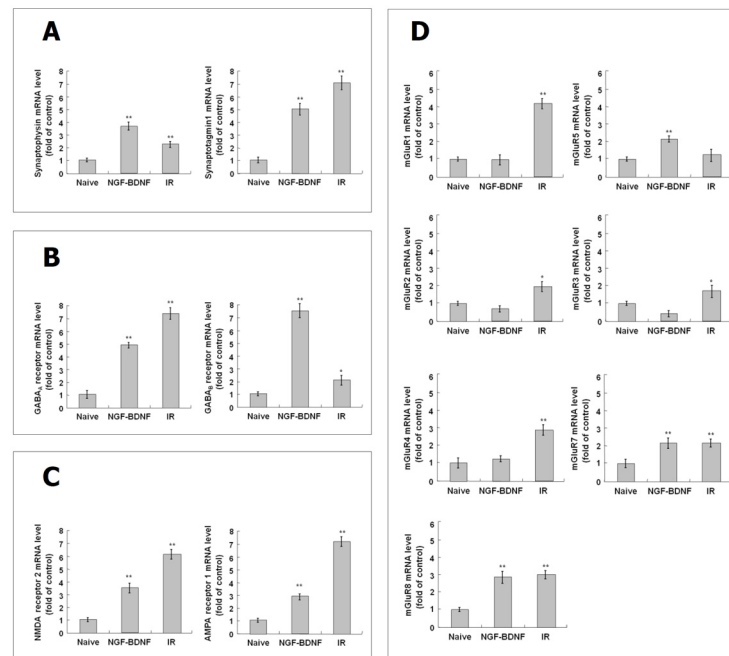 A
Synaptophysin mRNA level
(fold of control)
8
7
6
5
4
3
2
1
0
**
**
Naive NGF-BDNF IR
Synaptotagmin1 mRNA level
(fold of control)
8
7
6
5
4
3
2
1
0
**
**
Naive NGF-BDNF IR
B
GABAA receptor mRNA level
(fold of control)
8
7
6
5
4
3
2
1
0
**
**
Naive NGF-BDNF IR
GABAB receptor mRNA level
(fold of control)
8
7
6
5
4
3
2
1
0
**
*
Naive NGF-BDNF IR
C
NMDA receptor 2 mRNA level
(fold of control)
8
7
6
5
4
3
2
1
0
**
**
Naive NGF-BDNF IR
AMPA receptor 1 mRNA level
(fold of control)
8
7
6
5
4
3
2
1
0
**
**
Naive NGF-BDNF IR
D
mGluR1 mRNA level
(fold of control)
6
5
4
3
2
1
0
**
Naive NGF-BDNF IR
mGluR5 mRNA level
(fold of control)
6
5
4
3
2
1
0
**
Naive NGF-BDNF IR
mGluR2 mRNA level
(fold of control)
6
5
4
3
2
1
0
*
Naive NGF-BDNF IR
mGluR3 mRNA level
(fold of control)
6
5
4
3
2
1
0
*
Naive NGF-BDNF IR
mGluR4 mRNA level
(fold of control)
6
5
4
3
2
1
0
**
Naive NGF-BDNF IR
mGluR7 mRNA level
(fold of control)
6
5
4
3
2
1
0
**
**
Naive NGF-BDNF IR
mGluR8 mRNA level
(fold of control)
6
5
4
3
2
1
0
**
**
Naive NGF-BDNF IR